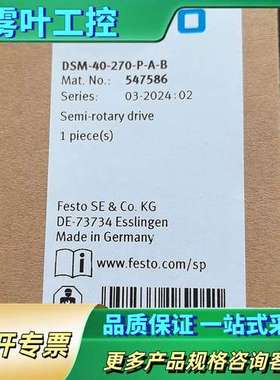 雾叶工控
DSM-40-270-P-A-B
Mat. No.: 547586
Series: 03-2024:02
Semi-rotary drive
1 piece(s)
Festo SE & Co. KG
DE-73734 Esslingen
Made in Germany
www.festo.com/sp
开专票
品质保证 一站式采
更多产品规格咨询客